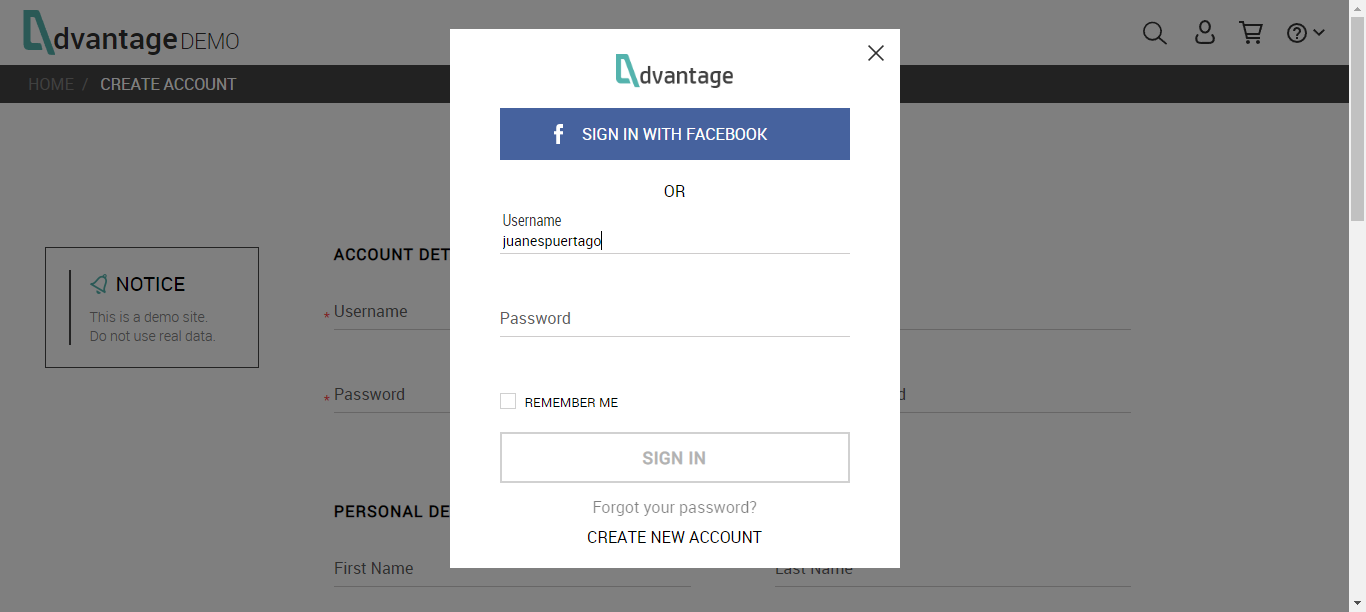 dvantage DEMO
HOME / CREATE ACCOUNT
dvantage
SIGN IN WITH FACEBOOK
OR
Username
juanespuertago
Password
REMEMBER ME
SIGN IN
Forgot your password?
CREATE NEW ACCOUNT
NOTICE
This is a demo site.
Do not use real data.
ACCOUNT DET
* Username
* Password
d
PERSONAL DE
First Name
Last Name